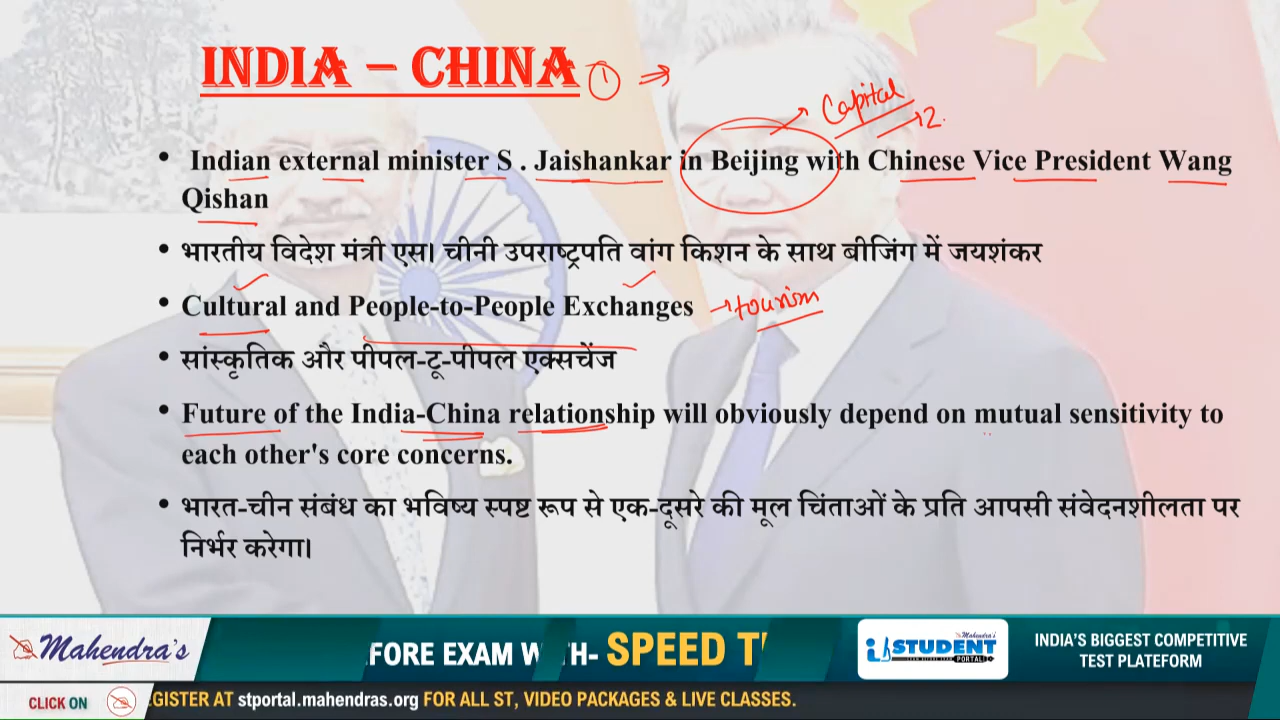 INDIA – CHINA ① →
Capital
→ 2.
• Indian external minister S . Jaishankar in Beijing with Chinese Vice President Wang
Qishan
• भारतीय विदेश मंत्री एस। चीनी उपराष्ट्रपति वांग किशन के साथ बीजिंग में जयशंकर
• Cultural and People-to-People Exchanges → tourism
• सांस्कृतिक और पीपल-टू-पीपल एक्सचेंज
• Future of the India-China relationship will obviously depend on mutual sensitivity to
each other's core concerns.
• भारत-चीन संबंध का भविष्य स्पष्ट रूप से एक-दूसरे की मूल चिंताओं के प्रति आपसी संवेदनशीलता पर
निर्भर करेगा।
Mahendra's
EXAM
SPEED
Mahendra's
STUDENT
PORTAL
INDIA'S BIGGEST COMPETITIVE
TEST PLATEFORM
CLICK ON
AT stportal.mahendras.org FOR ALL ST, VIDEO PACKAGES & LIVE CLASSES.